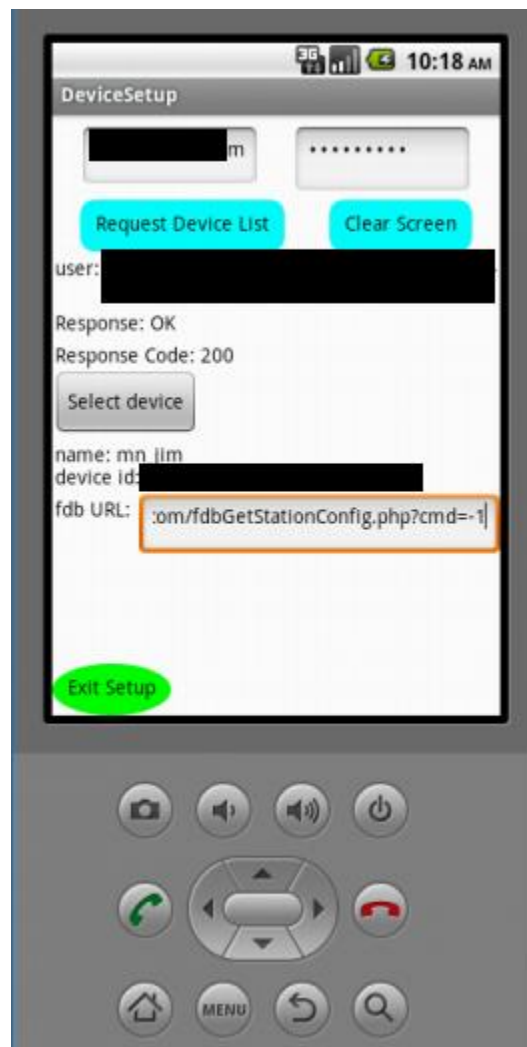 3G 10:18 AM
DeviceSetup
m •••••••••
Request Device List Clear Screen
user:
Response: OK
Response Code: 200
Select device
name: mn_jim
device id:
fdb URL: :om/fdbGetStationConfig.php?cmd=-1
Exit Setup
MENU